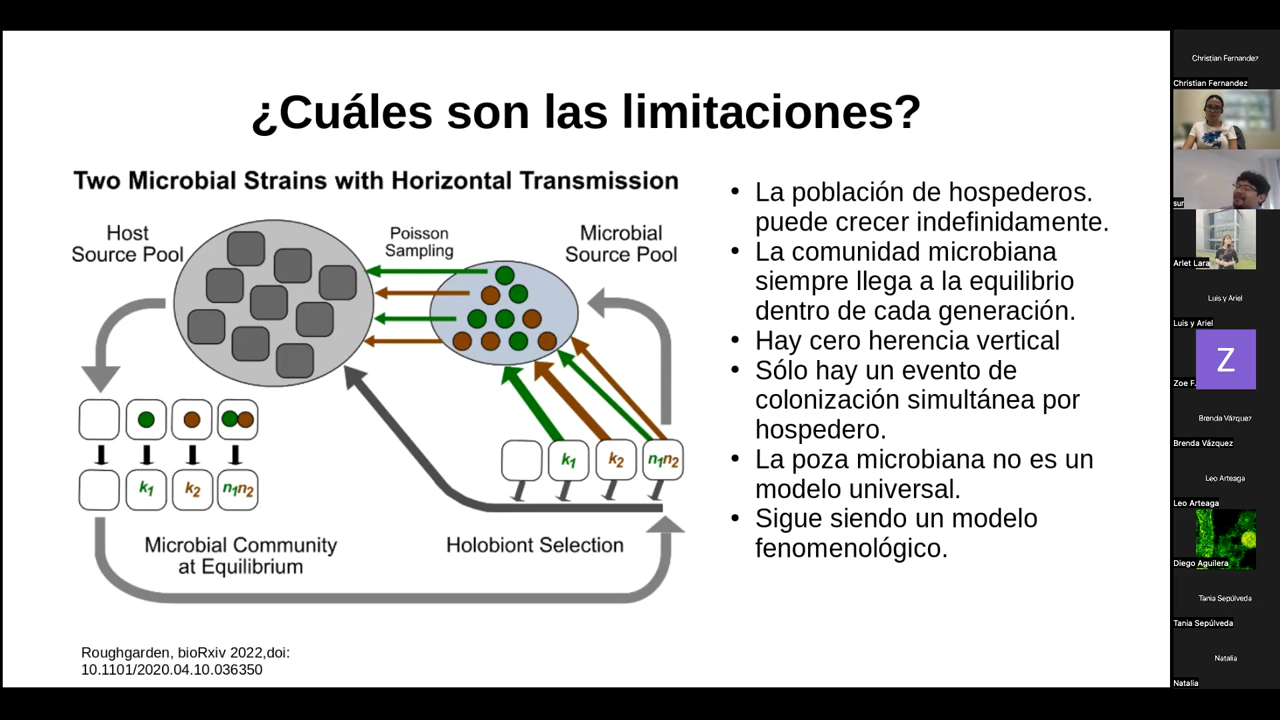 ¿Cuáles son las limitaciones?
Two Microbial Strains with Horizontal Transmission
Host
Source Pool
Poisson
Sampling
Microbial
Source Pool
k1
k2
n1n2
k1
k2
n1n2
Microbial Community
at Equilibrium
Holobiont Selection
• La población de hospederos.
puede crecer indefinidamente.
• La comunidad microbiana
siempre llega a la equilibrio
dentro de cada generación.
• Hay cero herencia vertical
• Sólo hay un evento de
colonización simultánea por
hospedero.
• La poza microbiana no es un
modelo universal.
• Sigue siendo un modelo
fenomenológico.
Roughgarden, bioRxiv 2022,doi:
10.1101/2020.04.10.036350
Christian Fernandez
Christian Fernandez
sur
Arlet Lara
Luis y Ariel
Luis y Ariel
Z
Zoe F.
Brenda Vázquez
Brenda Vázquez
Leo Arteaga
Leo Arteaga
Diego Aguilera
Tania Sepúlveda
Tania Sepúlveda
Natalia
Natalia